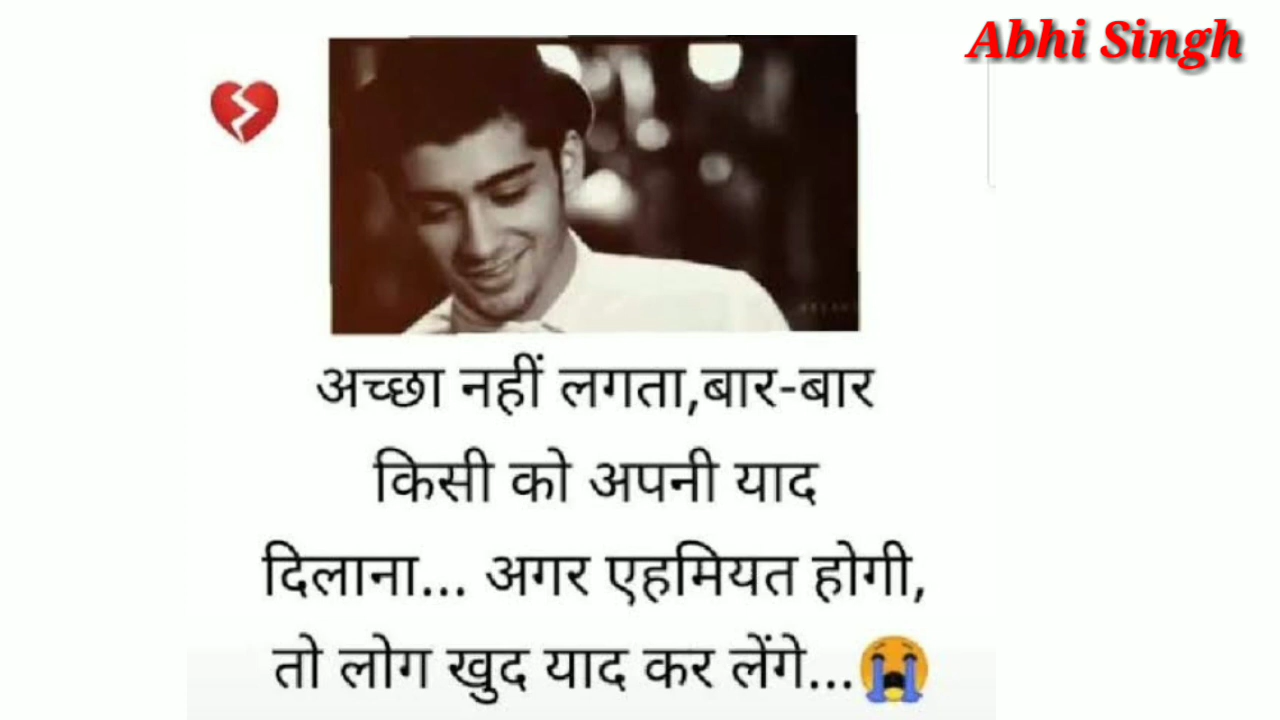 Abhi Singh
अच्छा नहीं लगता,बार-बार
किसी को अपनी याद
दिलाना... अगर एहमियत होगी,
तो लोग खुद याद कर लेंगे...😭